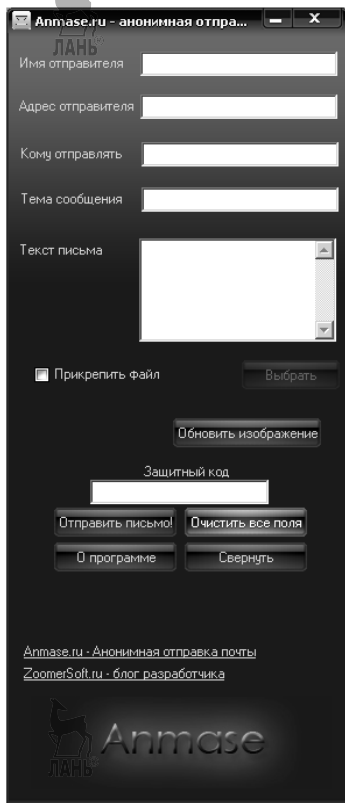 Anmase.ru - анонимная отпра...
ЛАНЬ®
Имя отправителя
Адрес отправителя
Кому отправлять
Тема сообщения
Текст письма
Прикрепить файл
Выбрать
Обновить изображение
Защитный код
Отправить письмо!
Очистить все поля
О программе
Свернуть
Anmase.ru - Анонимная отправка почты
ZoomerSoft.ru - блог разработчика
Anmase
ЛАНЬ®